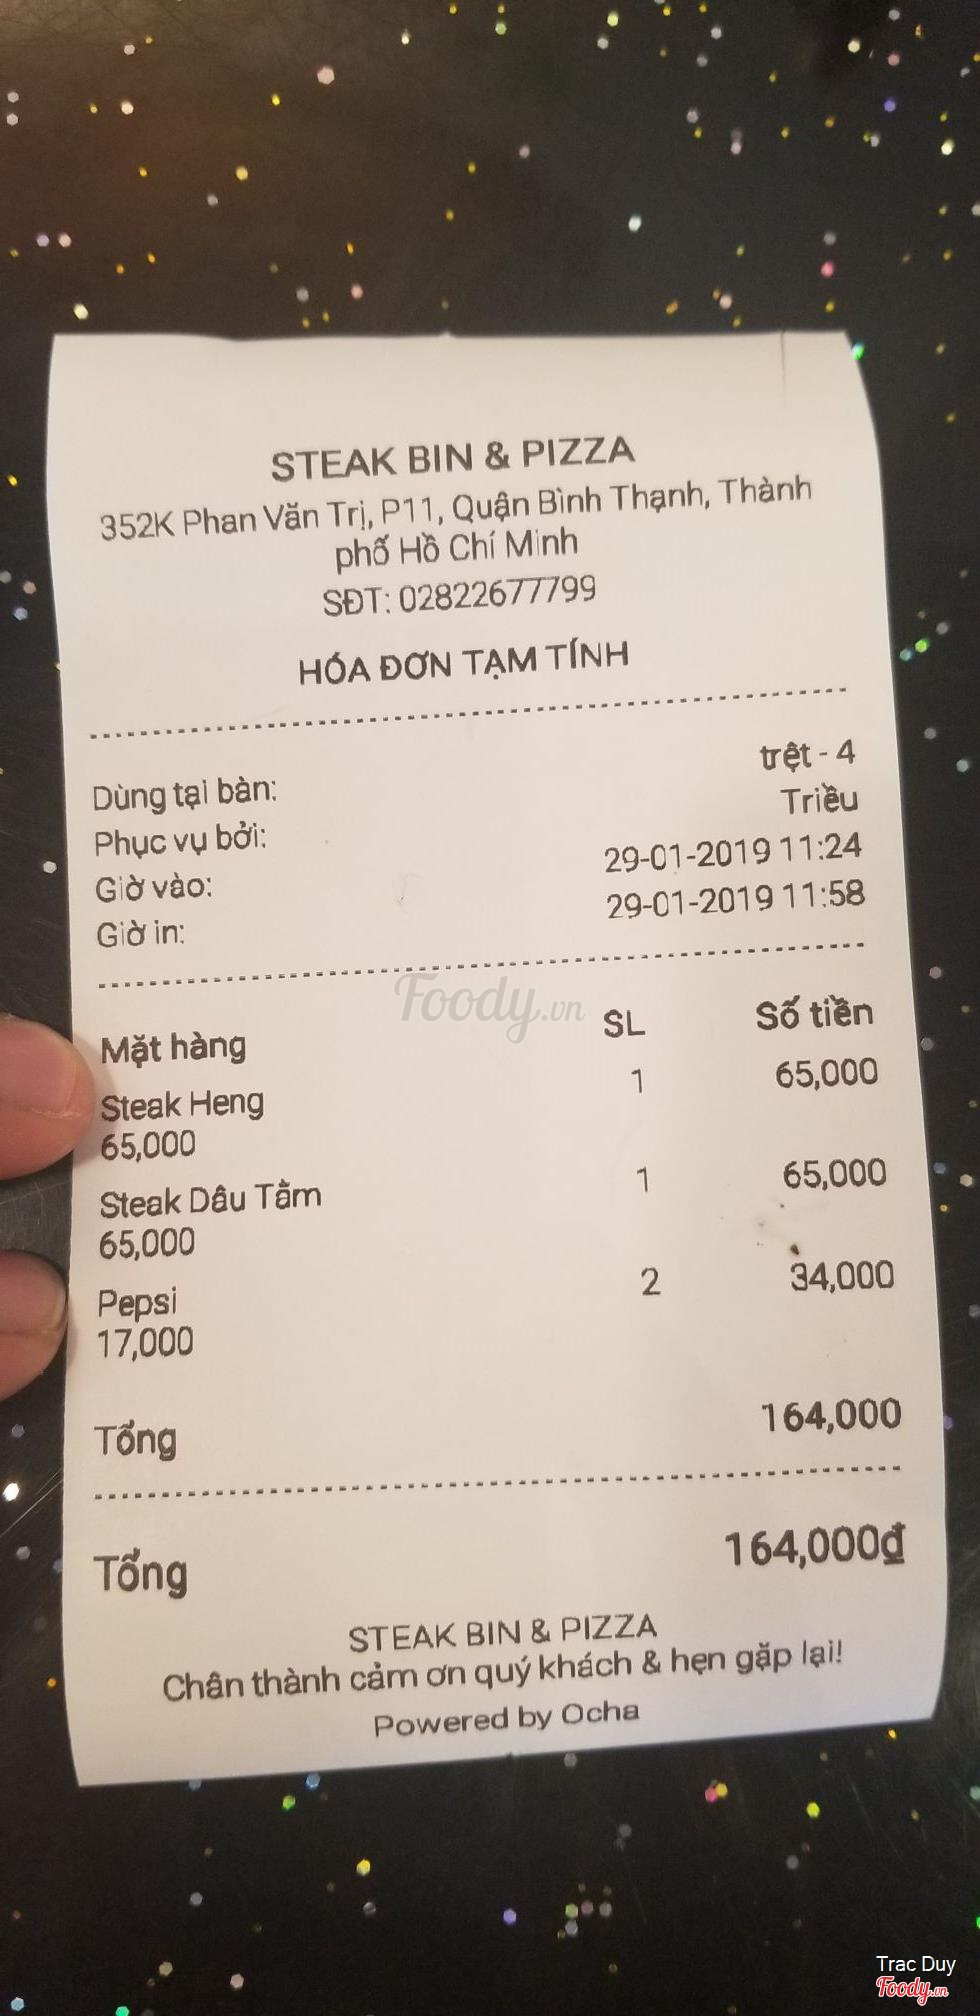 STEAK BIN & PIZZA
352K Phan Văn Trị, P11, Quận Bình Thạnh, Thành
phố Hồ Chí Minh
SĐT: 02822677799
HÓA ĐƠN TẠM TÍNH
Dùng tại bàn: trệt - 4
Phục vụ bởi: Triều
Giờ vào: 29-01-2019 11:24
Giờ in: 29-01-2019 11:58
Foody.vn
Mặt hàng SL Số tiền
Steak Heng 1 65,000
65,000
Steak Dâu Tằm 1 65,000
65,000
Pepsi 2 34,000
17,000
Tổng 164,000
Tổng 164,000₫
STEAK BIN & PIZZA
Chân thành cảm ơn quý khách & hẹn gặp lại!
Powered by Ocha
Trac Duy
Foody.vn